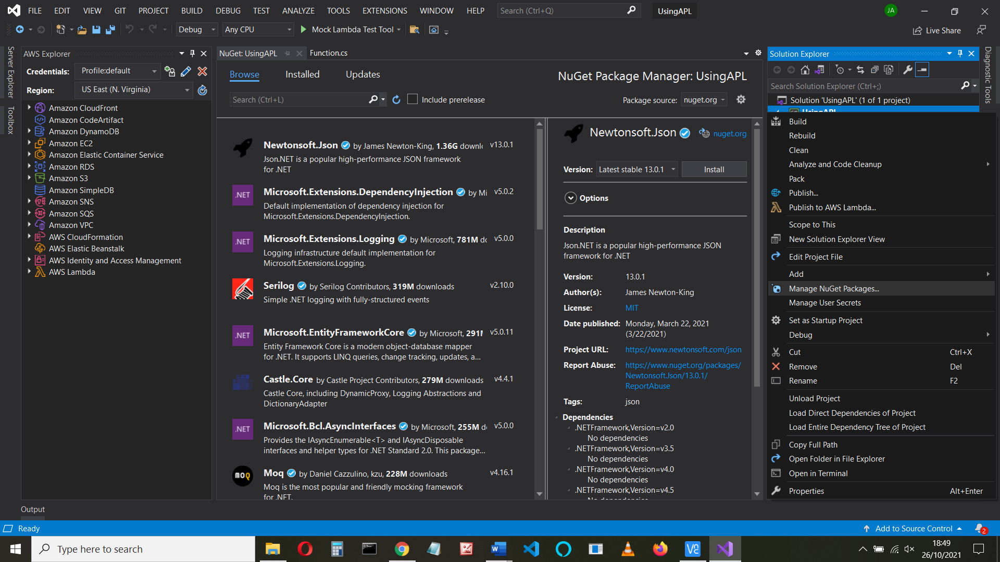 FILE EDIT VIEW GIT PROJECT BUILD DEBUG TEST ANALYZE TOOLS EXTENSIONS WINDOW HELP Search (Ctrl+Q) UsingAPL JA
Debug Any CPU Mock Lambda Test Tool Live Share
Server Explorer
Toolbox
AWS Explorer
Credentials: Profile:default
Region: US East (N. Virginia)
Amazon CloudFront
Amazon CodeArtifact
Amazon DynamoDB
Amazon EC2
Amazon Elastic Container Service
Amazon RDS
Amazon S3
Amazon SimpleDB
Amazon SNS
Amazon SQS
Amazon VPC
AWS CloudFormation
AWS Elastic Beanstalk
AWS Identity and Access Management
AWS Lambda
NuGet: UsingAPL Function.cs
Browse Installed Updates
NuGet Package Manager: UsingAPL
Search (Ctrl+L) Include prerelease
Package source: nuget.org
Newtonsoft.Json by James Newton-King, 1.36G v13.0.1
Json.NET is a popular high-performance JSON framework
for .NET
.NET
Microsoft.Extensions.DependencyInjection by v5.0.2
Default implementation of dependency injection for
Microsoft.Extensions.DependencyInjection.
.NET
Microsoft.Extensions.Logging by Microsoft, 781M v5.0.0
Logging infrastructure default implementation for
Microsoft.Extensions.Logging.
Serilog by Serilog Contributors, 319M downloads v2.10.0
Simple .NET logging with fully-structured events
.NET
Microsoft.EntityFrameworkCore by Microsoft, v5.0.11
Entity Framework Core is a modern object-database mapper
for .NET. It supports LINQ queries, change tracking, updates, a...
Castle.Core by Castle Project Contributors, 279M downloads v4.4.1
Castle Core, including DynamicProxy, Logging Abstractions and
DictionaryAdapter
.NET
Microsoft.Bcl.AsyncInterfaces by Microsoft, 255M v5.0.0
Provides the IAsyncEnumerable<T> and IAsyncDisposable
interfaces and helper types for .NET Standard 2.0. This package...
MOQ
Moq by Daniel Cazzulino, kzu, 228M downloads v4.16.1
Moq is the most popular and friendly mocking framework
for .NET.
Newtonsoft.Json nuget.org
Version: Latest stable 13.0.1 Install
Options
Description
Json.NET is a popular high-performance JSON
framework for .NET
Version: 13.0.1
Author(s): James Newton-King
License: MIT
Date published: Monday, March 22, 2021
(3/22/2021)
Project URL: https://www.newtonsoft.com/json
Report Abuse: https://www.nuget.org/packages/
Newtonsoft.Json/13.0.1/
ReportAbuse
Tags: json
Dependencies
.NETFramework,Version=v2.0
No dependencies
.NETFramework,Version=v3.5
No dependencies
.NETFramework,Version=v4.0
No dependencies
.NETFramework,Version=v4.5
Solution Explorer
Search Solution Explorer (Ctrl+;)
Solution 'UsingAPL' (1 of 1 project)
UsingAPL
Build
Rebuild
Clean
Analyze and Code Cleanup
Pack
Publish...
Publish to AWS Lambda...
Scope to This
New Solution Explorer View
Edit Project File
Add
Manage NuGet Packages...
Manage User Secrets
Set as Startup Project
Debug
Cut Ctrl+X
Remove Del
Rename F2
Unload Project
Load Direct Dependencies of Project
Load Entire Dependency Tree of Project
Copy Full Path
Open Folder in File Explorer
Open in Terminal
Properties Alt+Enter
Diagnostic Tools
Output
Ready Add to Source Control 2
Type here to search
18:49
26/10/2021